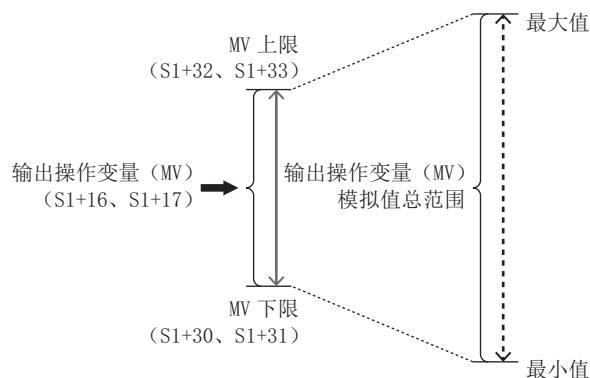 最大值
MV 上限
（S1+32、S1+33）
输出操作变量（MV）
（S1+16、S1+17）
输出操作变量（MV）
模拟值总范围
MV 下限
（S1+30、S1+31）
最小值